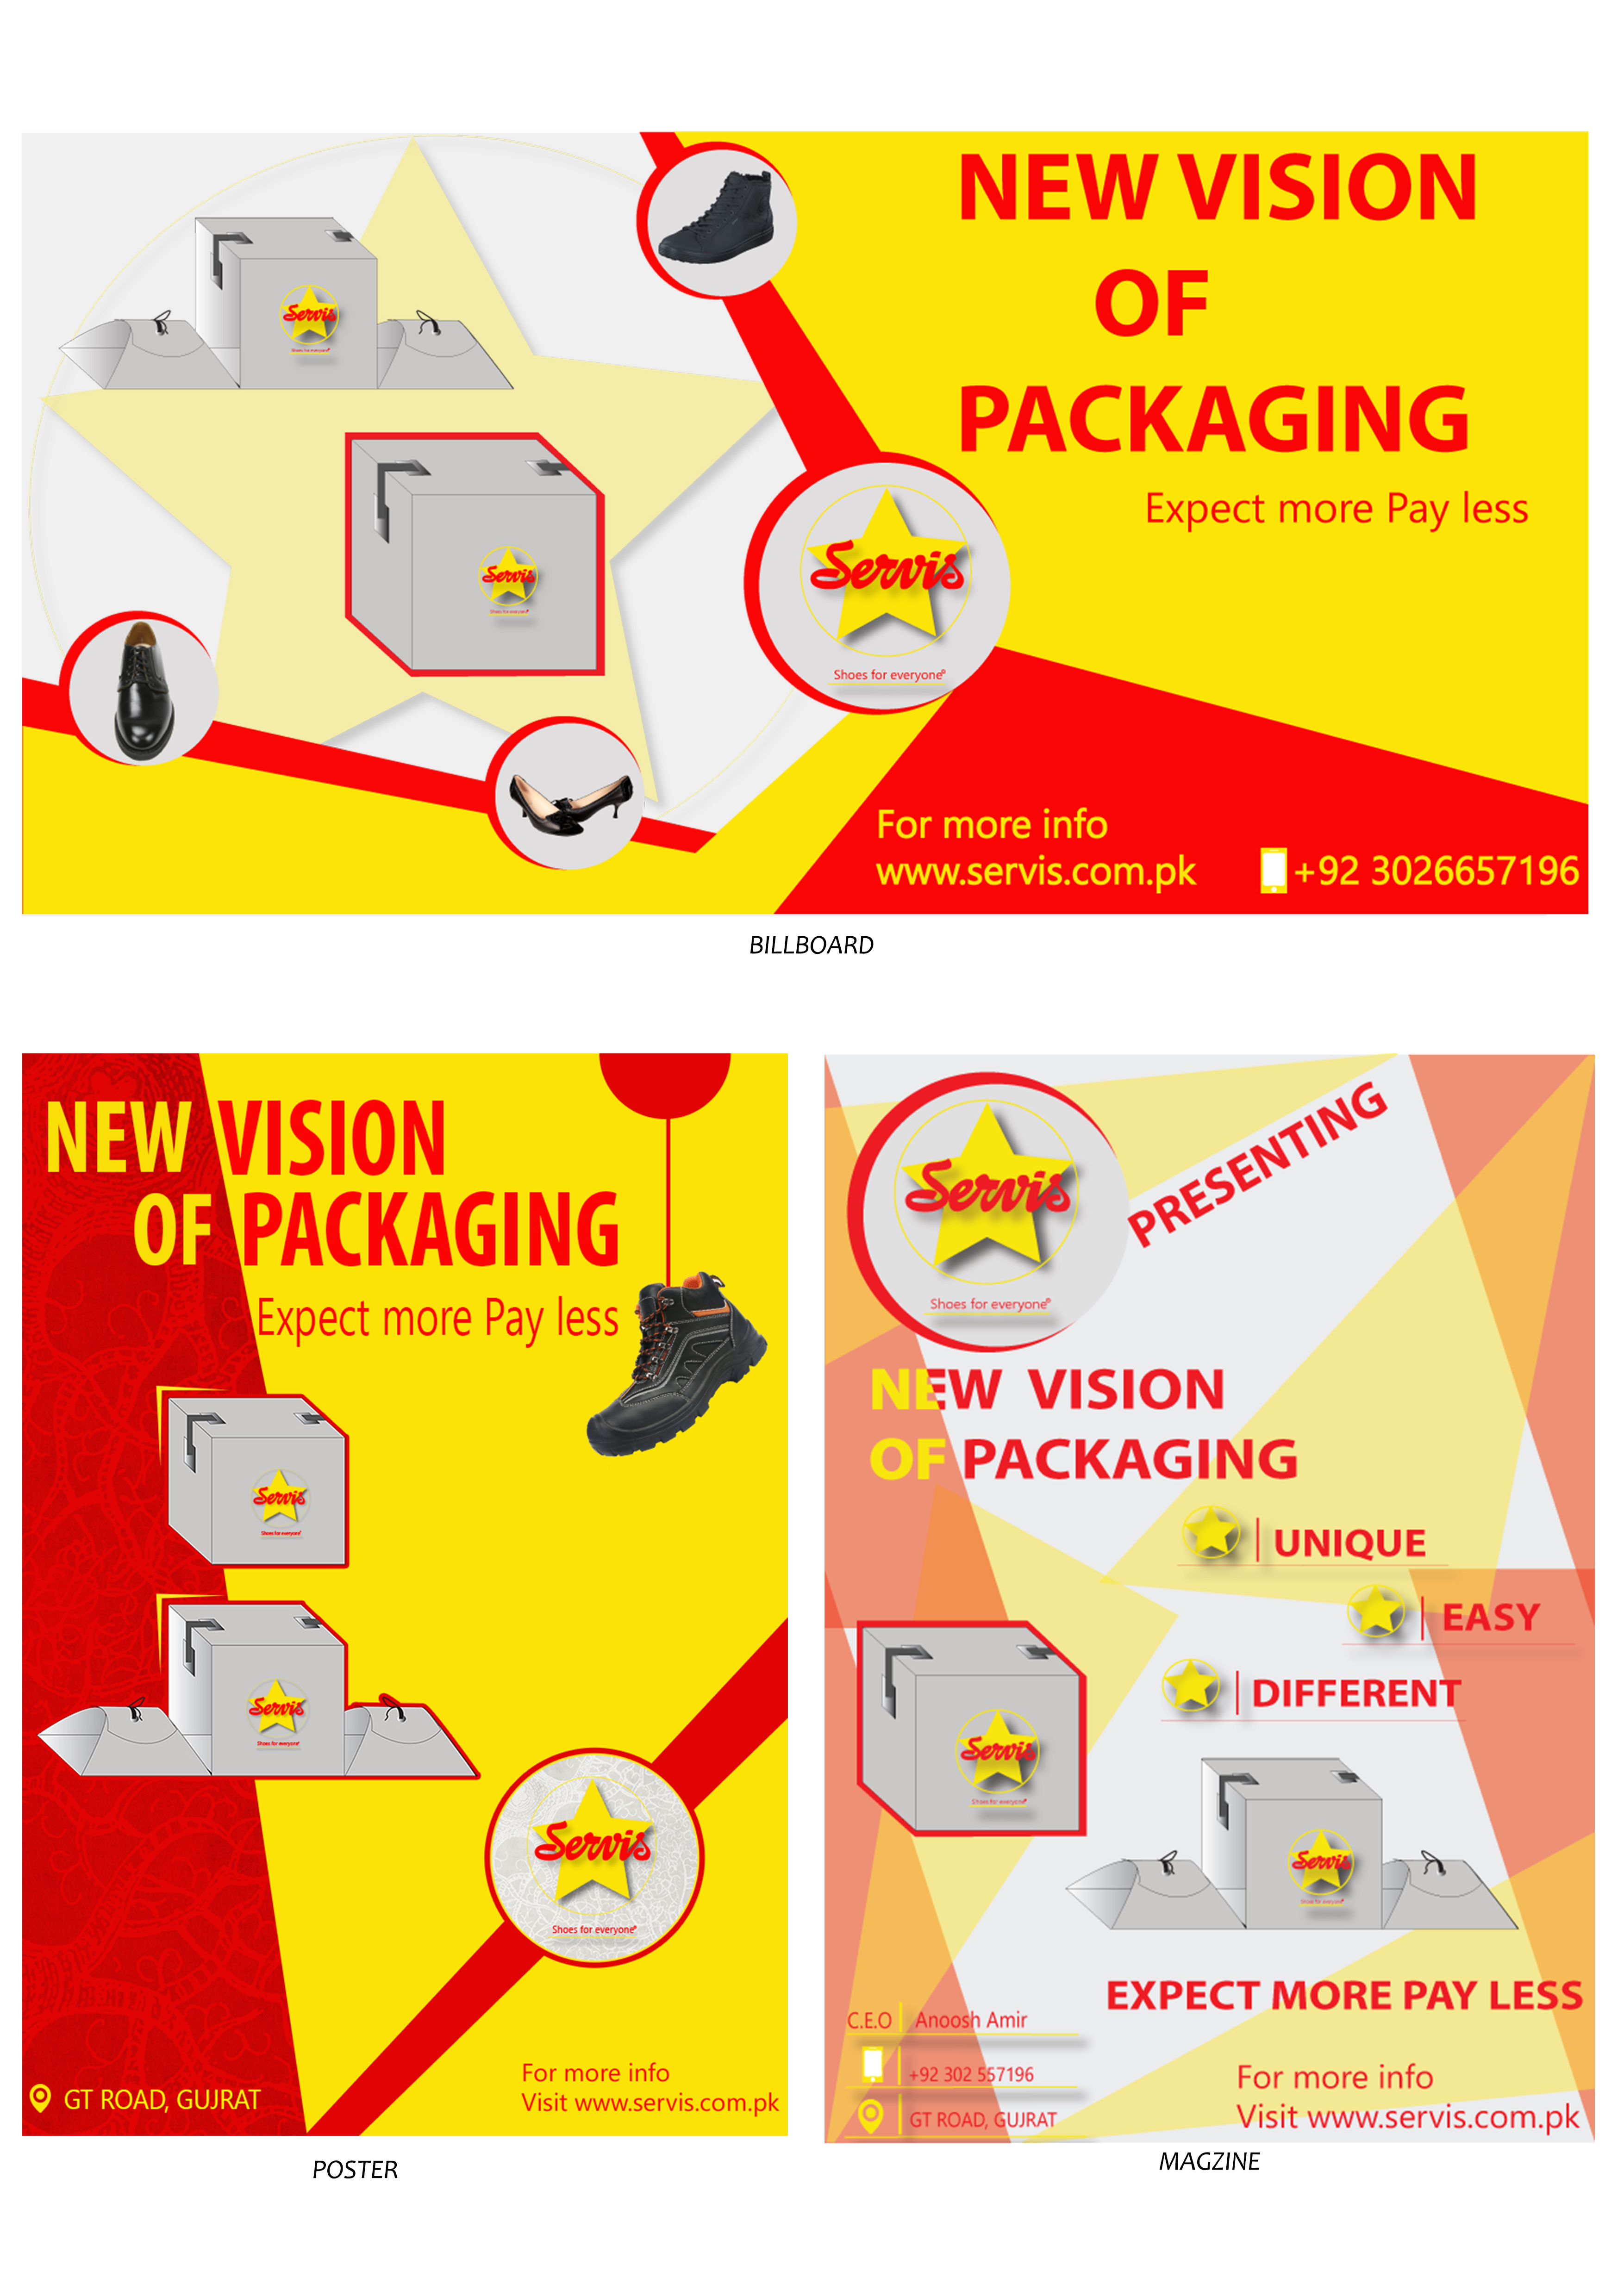 NEW VISION
OF
PACKAGING
Expect more Pay less
Servis
Shoes for everyone®
Servis
Shoes for everyone®
Servis
Shoes for everyone®
For more info
www.servis.com.pk
+92 3026657196
BILLBOARD
NEW VISION
OF PACKAGING
Expect more Pay less
Servis
Shoes for everyone®
Servis
Shoes for everyone®
Servis
Shoes for everyone®
For more info
Visit www.servis.com.pk
GT ROAD, GUJRAT
POSTER
Servis
Shoes for everyone®
PRESENTING
NEW VISION
OF PACKAGING
UNIQUE
EASY
DIFFERENT
Servis
Shoes for everyone®
Servis
Shoes for everyone®
EXPECT MORE PAY LESS
C.E.O Anoosh Amir
+92 302 557196
GT ROAD, GUJRAT
For more info
Visit www.servis.com.pk
MAGZINE